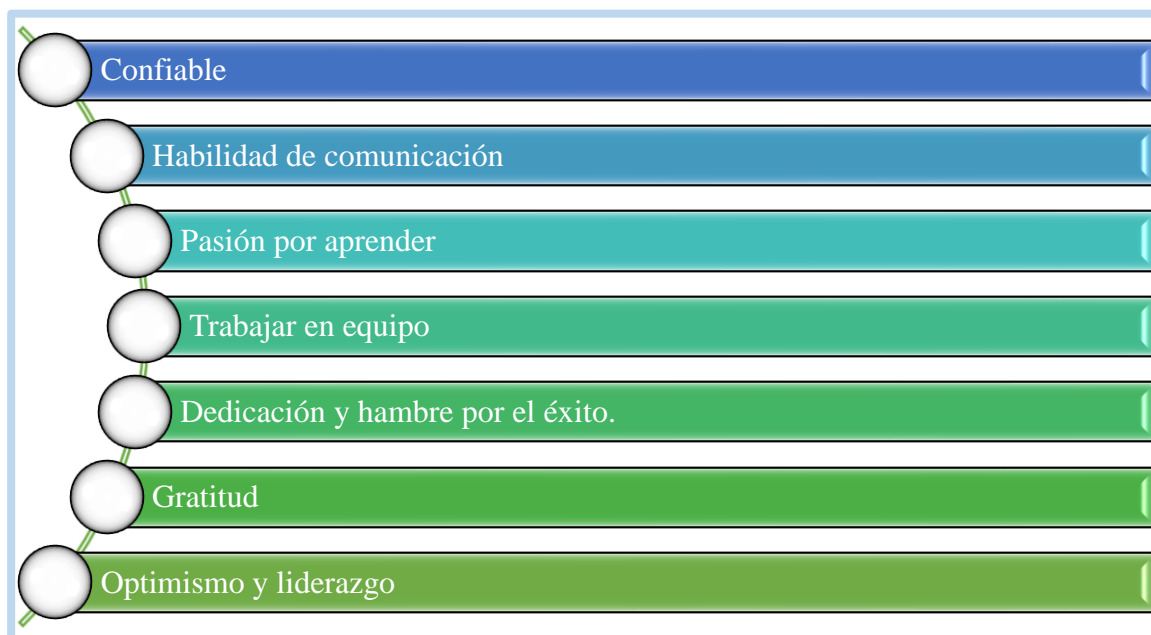 Confiable
Habilidad de comunicación
Pasión por aprender
Trabajar en equipo
Dedicación y hambre por el éxito.
Gratitud
Optimismo y liderazgo